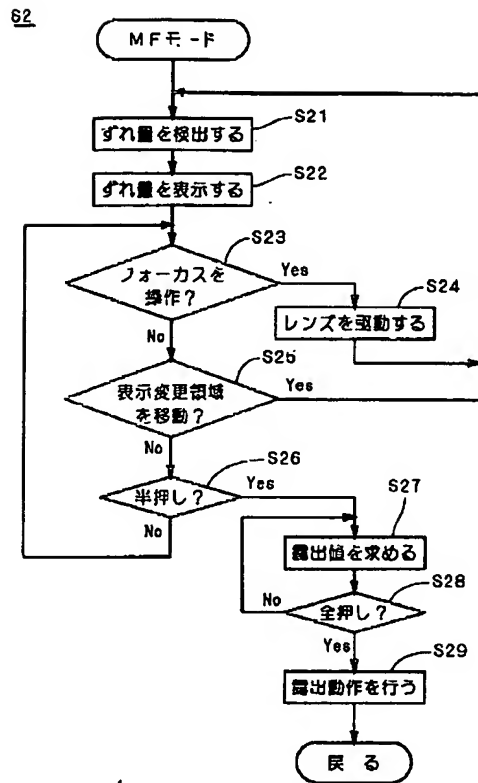 S2
MFモード
S21
ずれ量を検出する
S22
ずれ量を表示する
S23
フォーカスを
操作?
Yes
S24
レンズを駆動する
No
S25
表示変更領域
を移動?
Yes
No
S26
半押し?
Yes
No
S27
露出値を求める
S28
全押し?
No
Yes
S29
露出動作を行う
戻る